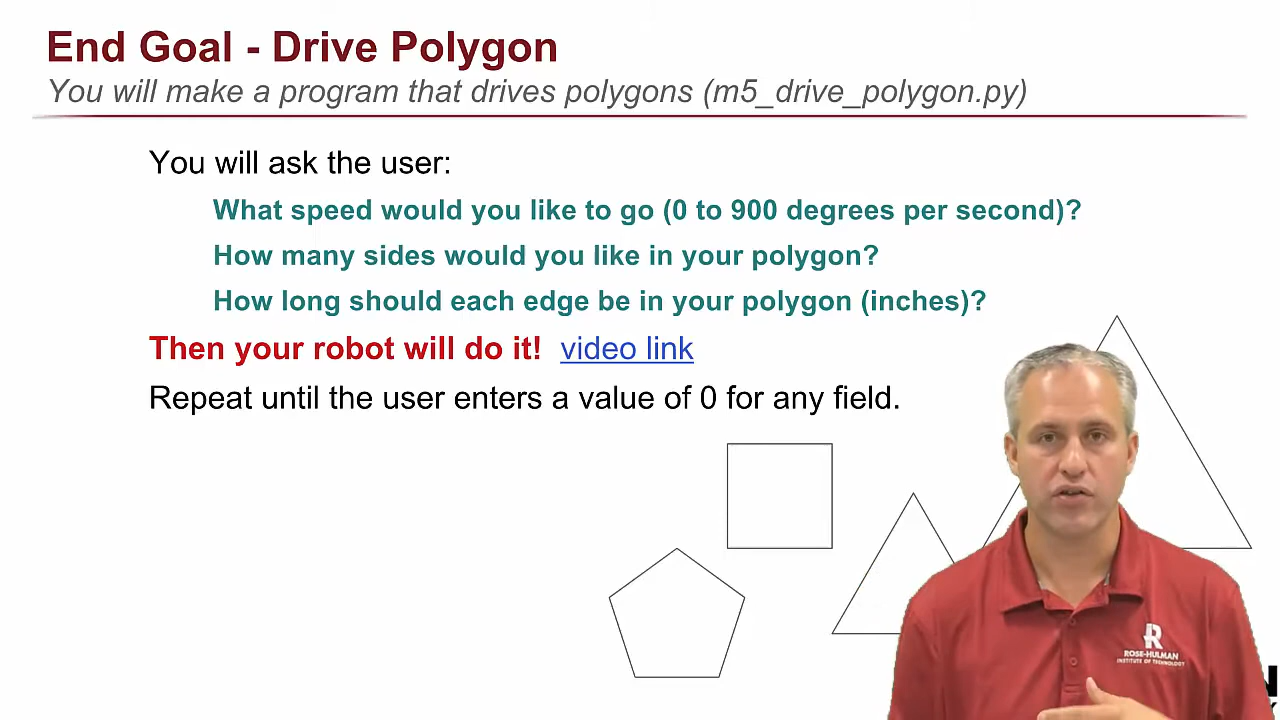 End Goal - Drive Polygon
You will make a program that drives polygons (m5_drive_polygon.py)
You will ask the user:
What speed would you like to go (0 to 900 degrees per second)?
How many sides would you like in your polygon?
How long should each edge be in your polygon (inches)?
Then your robot will do it! video link
Repeat until the user enters a value of 0 for any field.
ROSE-HULMAN
INSTITUTE OF TECHNOLOGY